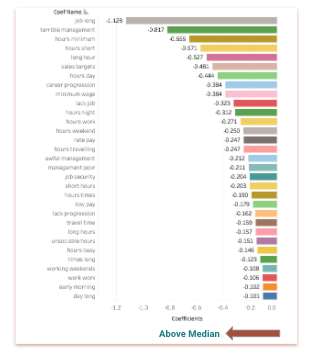 Coef Name
job long -1.128
terrible management -0.817
hours minimum -0.655
hours short -0.571
long hour -0.527
sales targets -0.481
hours day -0.444
career progression -0.384
minimum wage -0.384
lack job -0.323
hours night -0.312
hours work -0.271
hours weekend -0.250
rate pay -0.247
hours travelling -0.247
awful management -0.212
management poor -0.211
job security -0.204
short hours -0.203
hours times -0.190
low pay -0.179
lack progression -0.162
travel time -0.159
long hours -0.157
unsociable hours -0.151
hours busy -0.146
times long -0.123
working weekends -0.108
work work -0.106
early morning -0.102
day long -0.101
-1.2 -1.0 -0.8 -0.6 -0.4 -0.2 0.0
Coefficients
Above Median